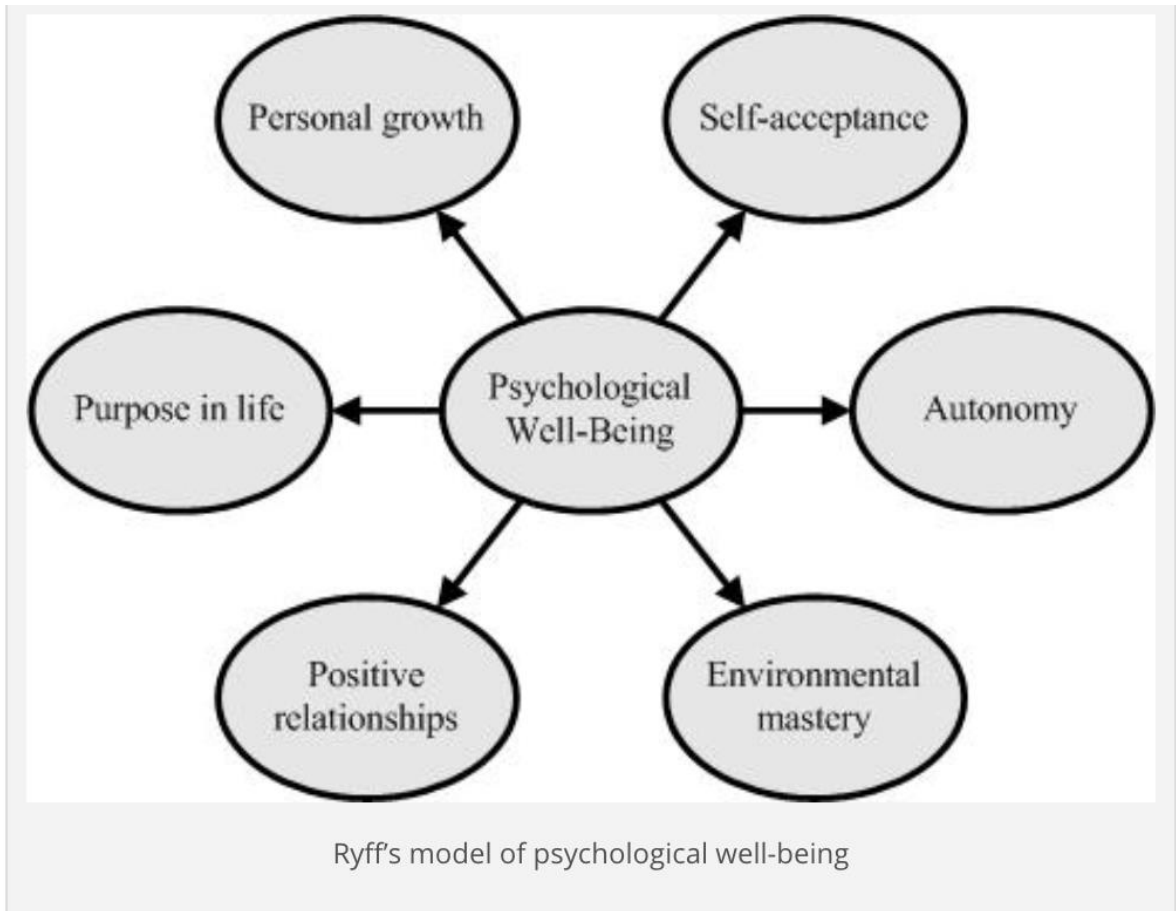 Personal growth
Self-acceptance
Purpose in life
Psychological
Well-Being
Autonomy
Positive
relationships
Environmental
mastery
Ryff’s model of psychological well-being